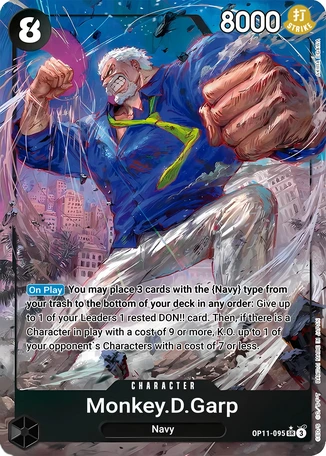 8
8000
打
STRIKE
On Play You may place 3 cards with the {Navy} type from
your trash to the bottom of your deck in any order: Give up
to 1 of your Leaders 1 rested DON!! card. Then, if there is
a Character in play with a cost of 9 or more, K.O. up to 1 of
your opponent's Characters with a cost of 7 or less.
CHARACTER
Monkey.D.Garp
Navy
OP11-095 SR 3